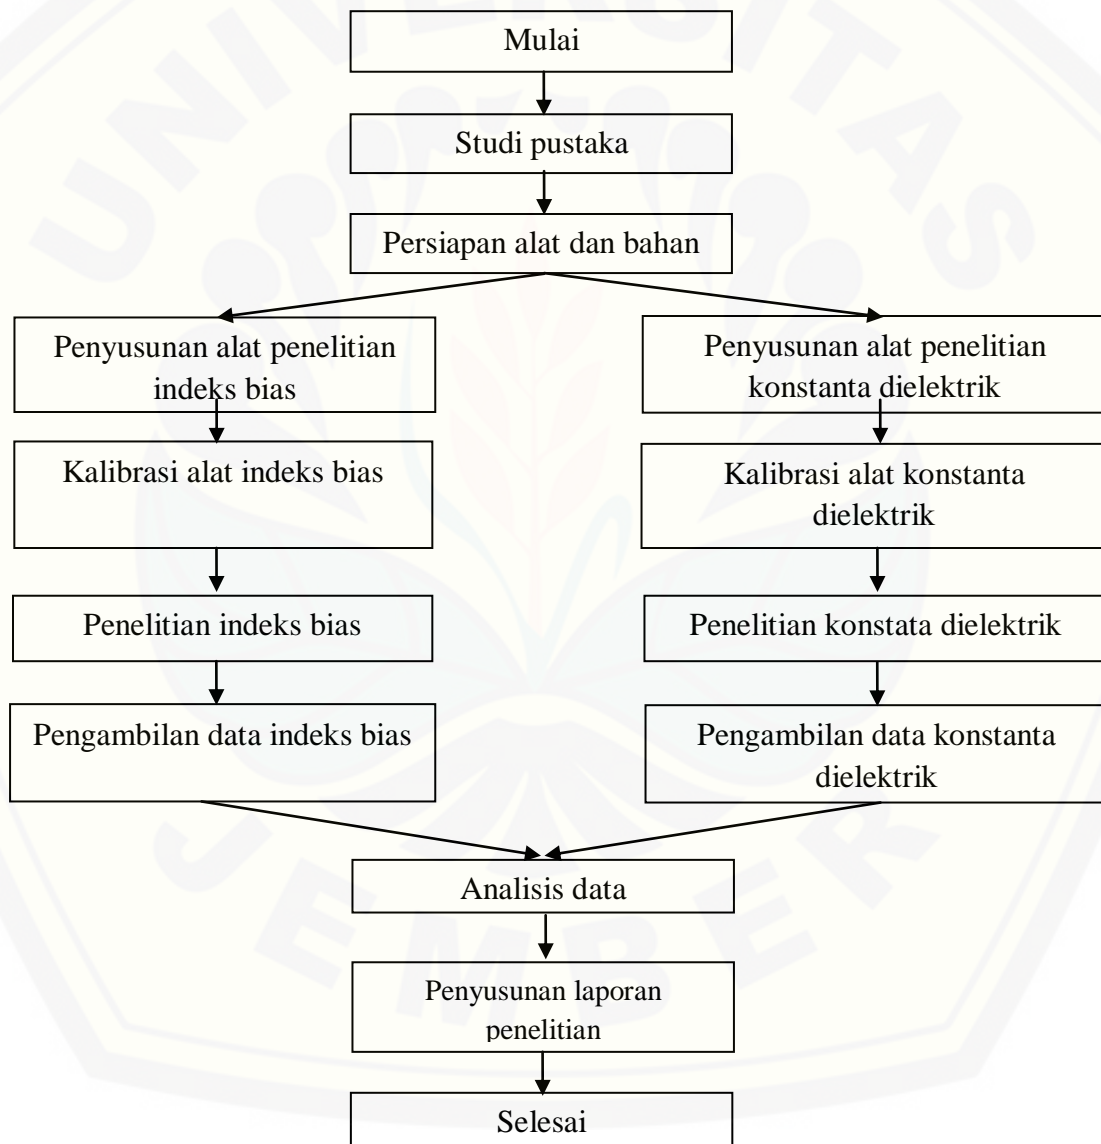 Mulai
Studi pustaka
Persiapan alat dan bahan
Penyusunan alat penelitian
indeks bias
Penyusunan alat penelitian
konstanta dielektrik
Kalibrasi alat indeks bias
Kalibrasi alat konstanta
dielektrik
Penelitian indeks bias
Penelitian konstata dielektrik
Pengambilan data indeks bias
Pengambilan data konstanta
dielektrik
Analisis data
Penyusunan laporan
penelitian
Selesai
UNIVERSITAS
JEMBER